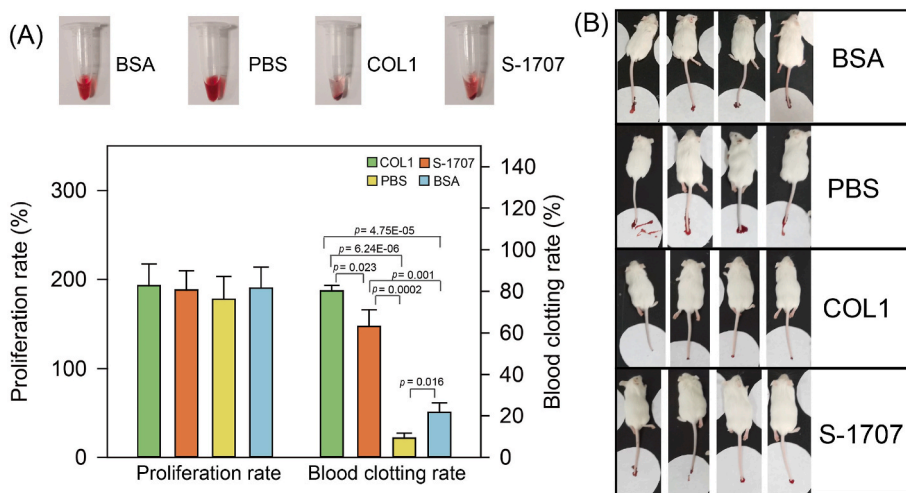 (A)
BSA
PBS
COL1
S-1707
COL1
S-1707
PBS
BSA
Proliferation rate (%)
300
200
100
0
Blood clotting rate (%)
140
120
100
80
60
40
20
0
p= 4.75E-05
p= 6.24E-06
p = 0.023
p = 0.001
p = 0.0002
p = 0.016
Proliferation rate
Blood clotting rate
(B)
BSA
PBS
COL1
S-1707